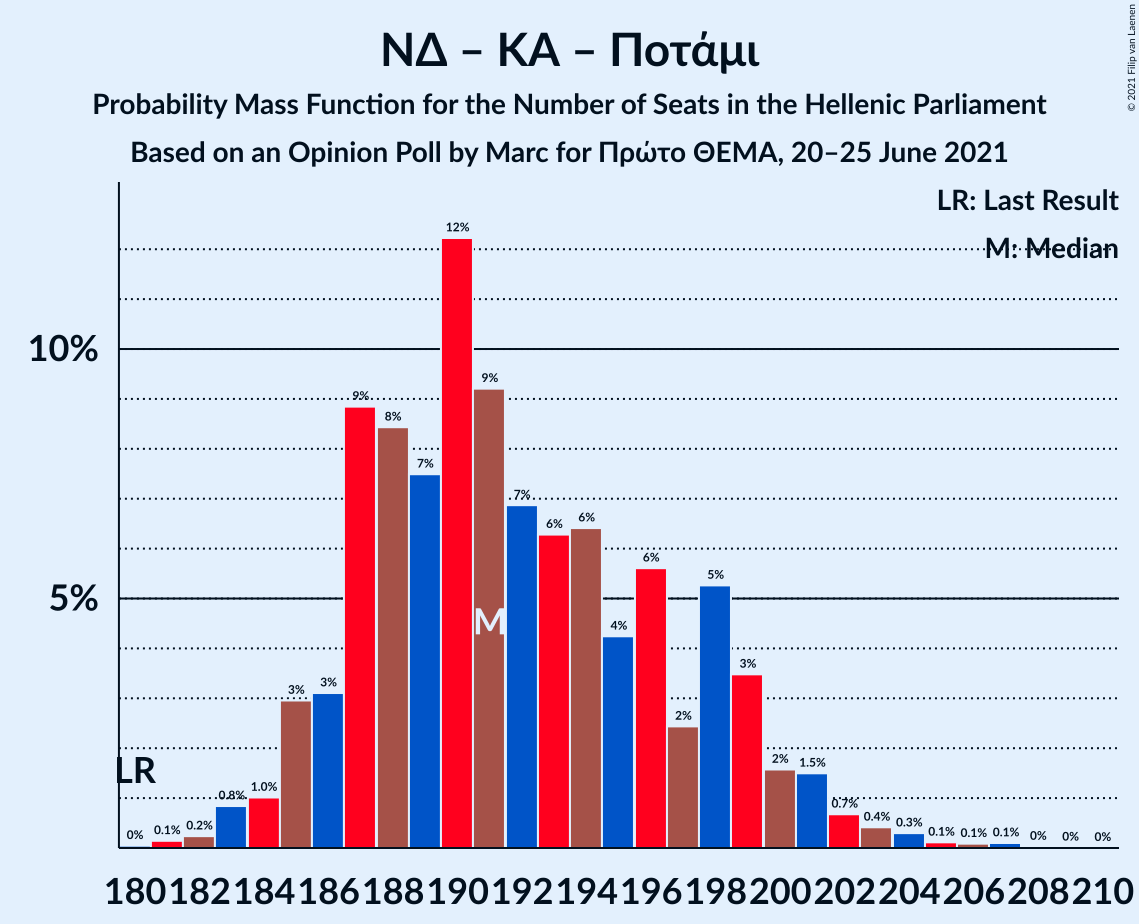 © 2021 Filip van Laenen
ΝΔ – ΚΑ – Ποτάμι
Probability Mass Function for the Number of Seats in the Hellenic Parliament
Based on an Opinion Poll by Marc for Πρώτο ΘΕΜΑ, 20–25 June 2021
LR: Last Result
M: Median
10%
5%
0% 0.1% 0.2% 0.8% 1.0% 3% 3% 9% 8% 7% 12% 9% 7% 6% 6% 4% 6% 2% 5% 3% 2% 1.5% 0.7% 0.4% 0.3% 0.1% 0.1% 0.1% 0% 0% 0%
M
LR
180 182 184 186 188 190 192 194 196 198 200 202 204 206 208 210